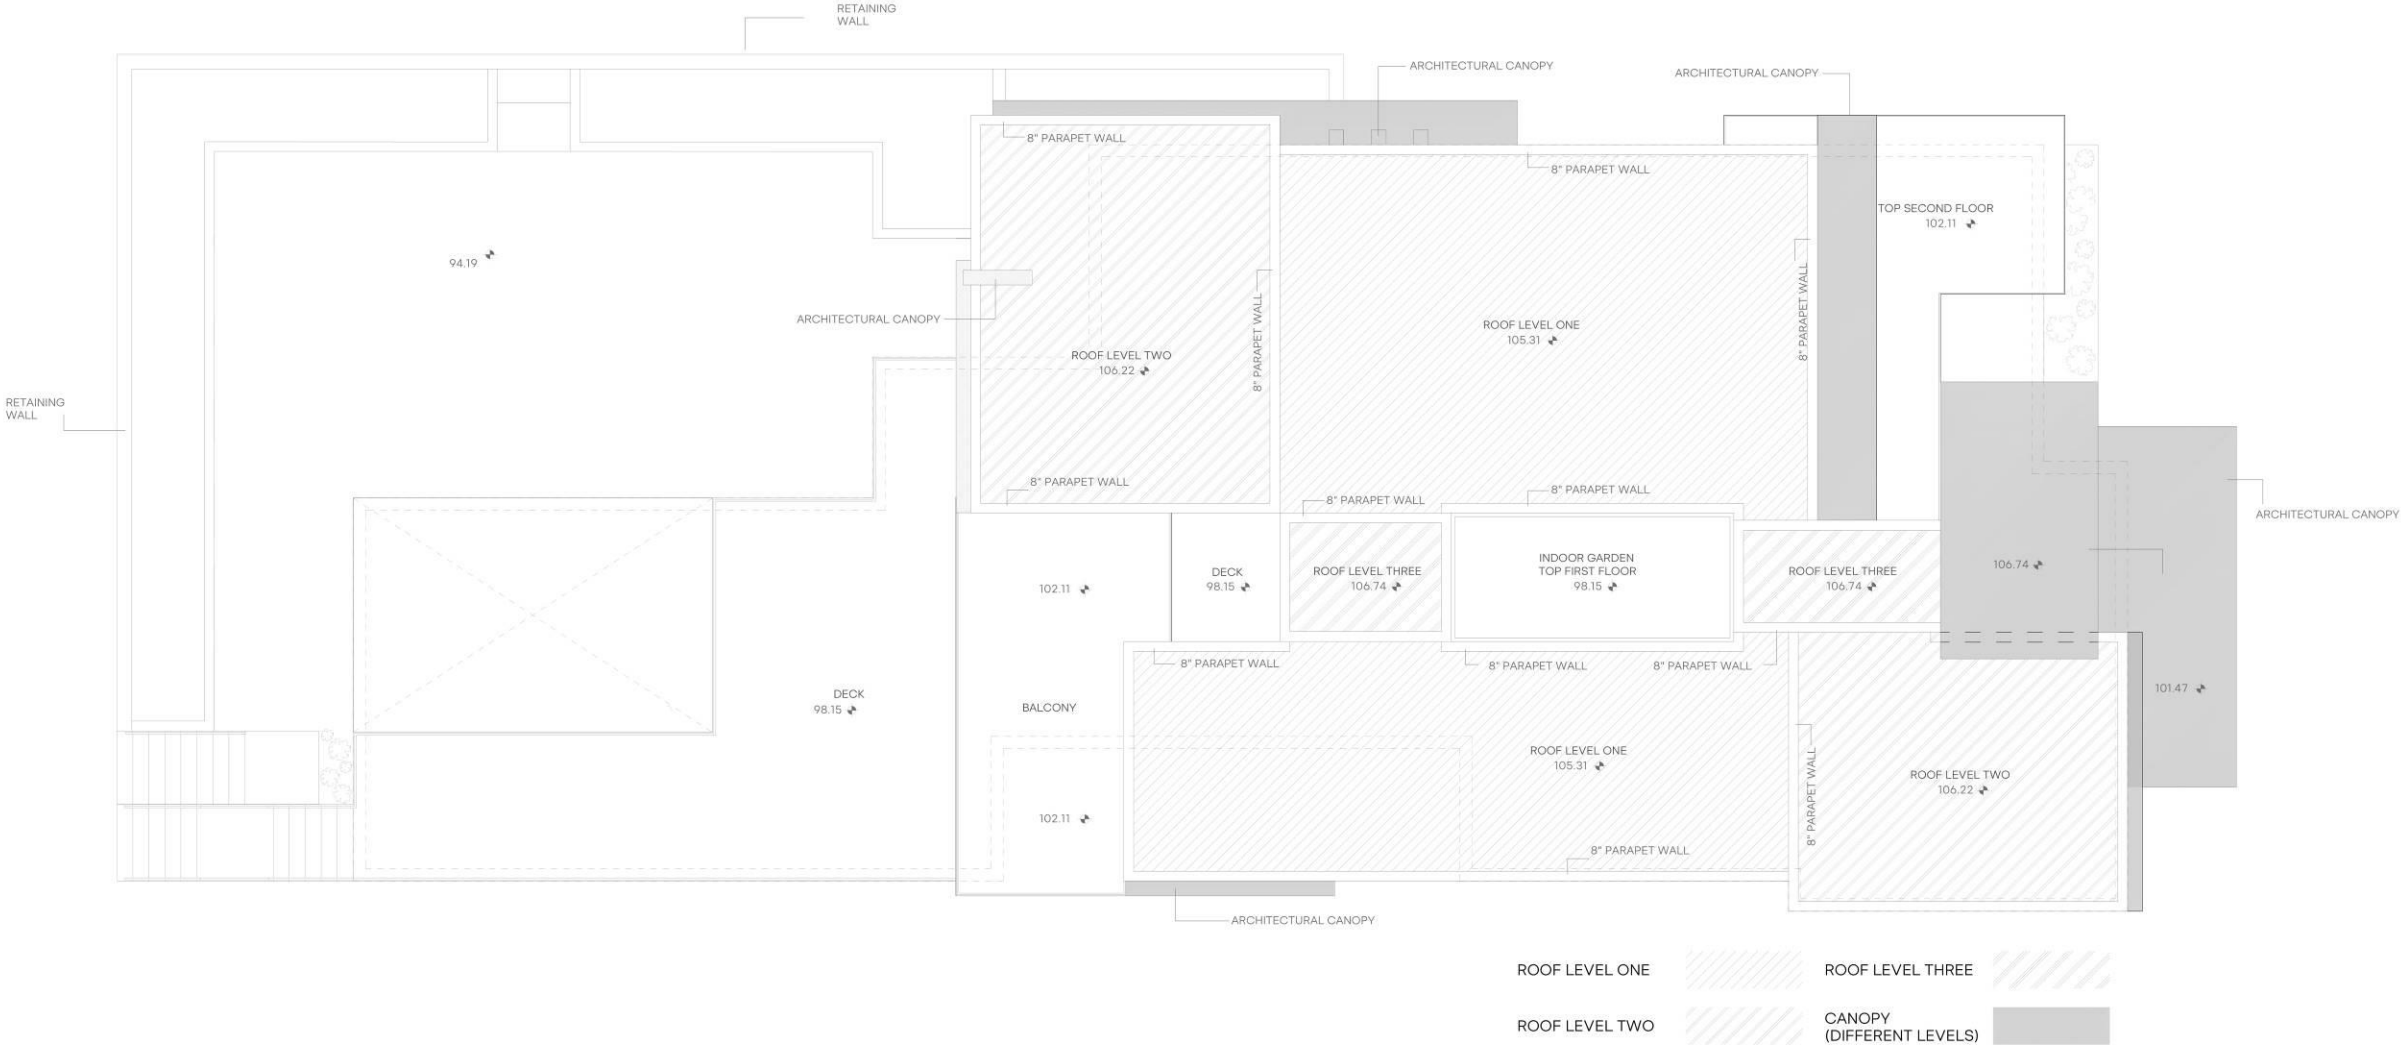 RETAINING
WALL
ARCHITECTURAL CANOPY
ARCHITECTURAL CANOPY
8" PARAPET WALL
8" PARAPET WALL
TOP SECOND FLOOR
102.11
94.19
ARCHITECTURAL CANOPY
8" PARAPET WALL
8" PARAPET WALL
ROOF LEVEL ONE
105.31
ROOF LEVEL TWO
106.22
RETAINING
WALL
8" PARAPET WALL
8" PARAPET WALL
8" PARAPET WALL
ARCHITECTURAL CANOPY
102.11
DECK
98.15
ROOF LEVEL THREE
106.74
INDOOR GARDEN
TOP FIRST FLOOR
98.15
ROOF LEVEL THREE
106.74
106.74
8" PARAPET WALL
8" PARAPET WALL
8" PARAPET WALL
DECK
98.15
BALCONY
101.47
ROOF LEVEL ONE
105.31
8" PARAPET WALL
ROOF LEVEL TWO
106.22
102.11
8" PARAPET WALL
ARCHITECTURAL CANOPY
ROOF LEVEL ONE
ROOF LEVEL THREE
ROOF LEVEL TWO
CANOPY
(DIFFERENT LEVELS)